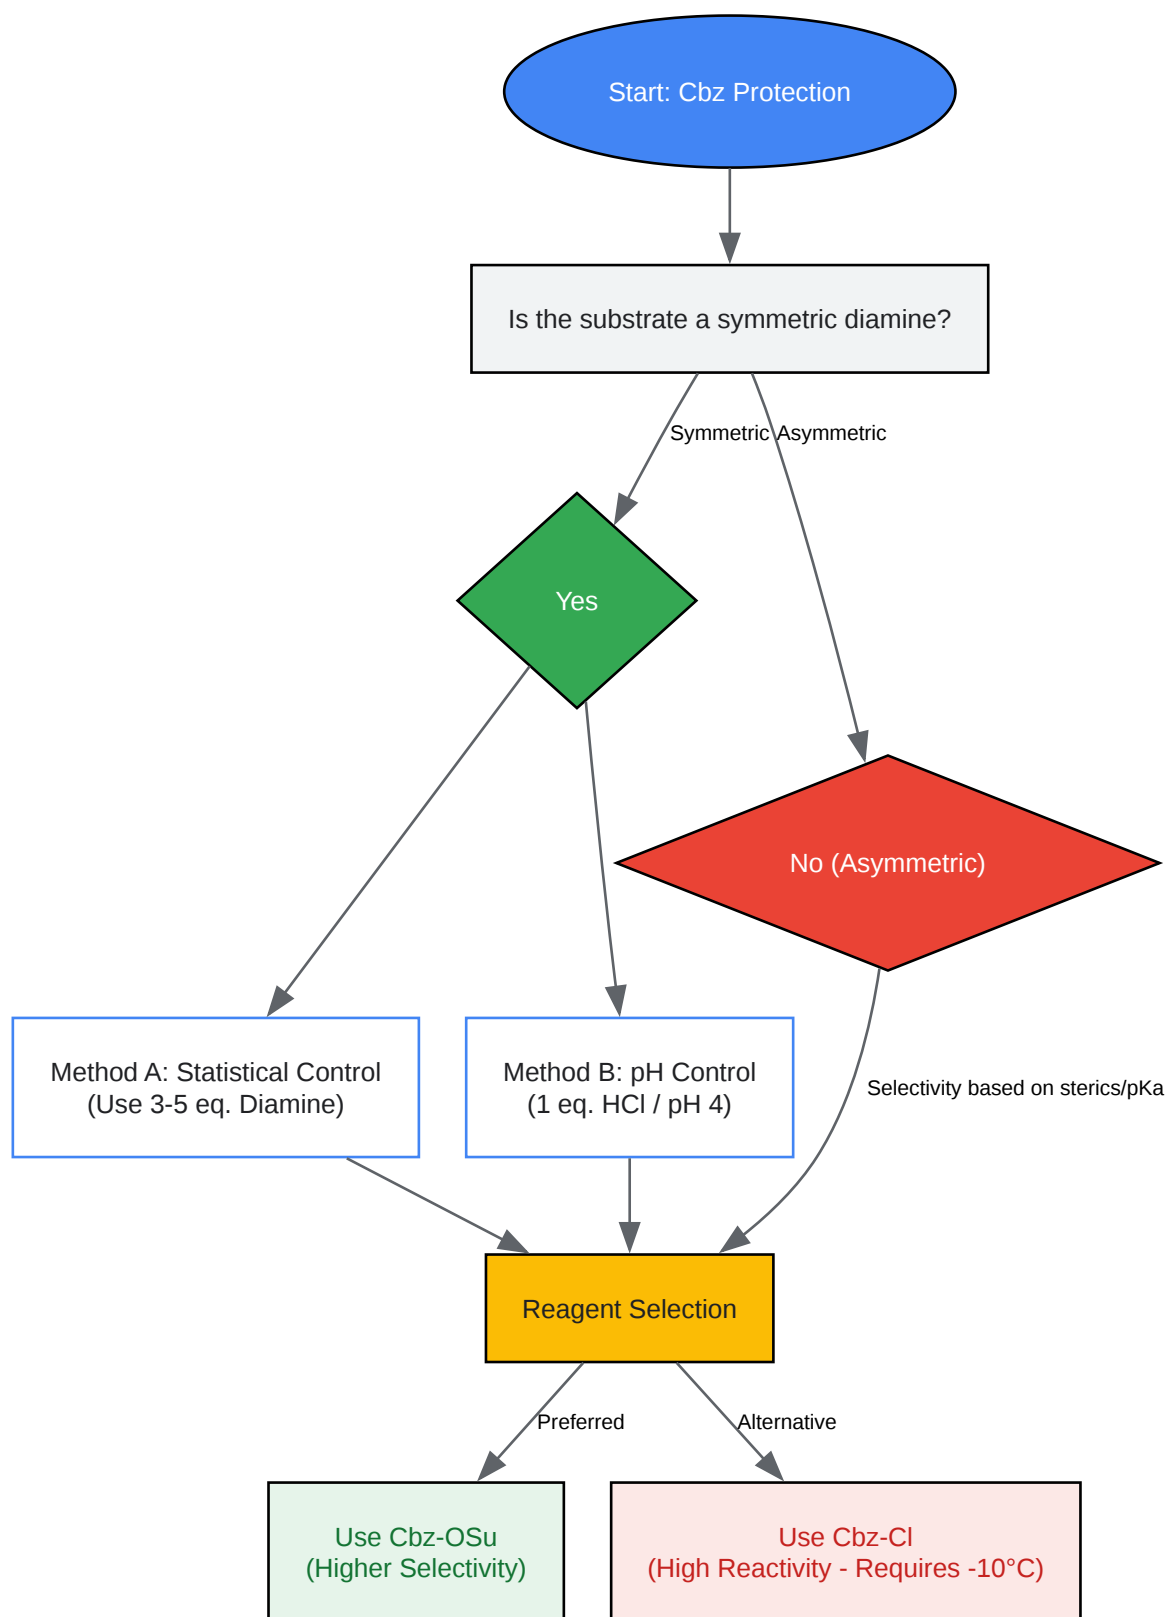 Start: Cbz Protection
Is the substrate a symmetric diamine?
Symmetric
Asymmetric
Yes
No (Asymmetric)
Method A: Statistical Control
(Use 3-5 eq. Diamine)
Method B: pH Control
(1 eq. HCl / pH 4)
Selectivity based on sterics/pKa
Reagent Selection
Preferred
Alternative
Use Cbz-OSu
(Higher Selectivity)
Use Cbz-Cl
(High Reactivity - Requires -10°C)